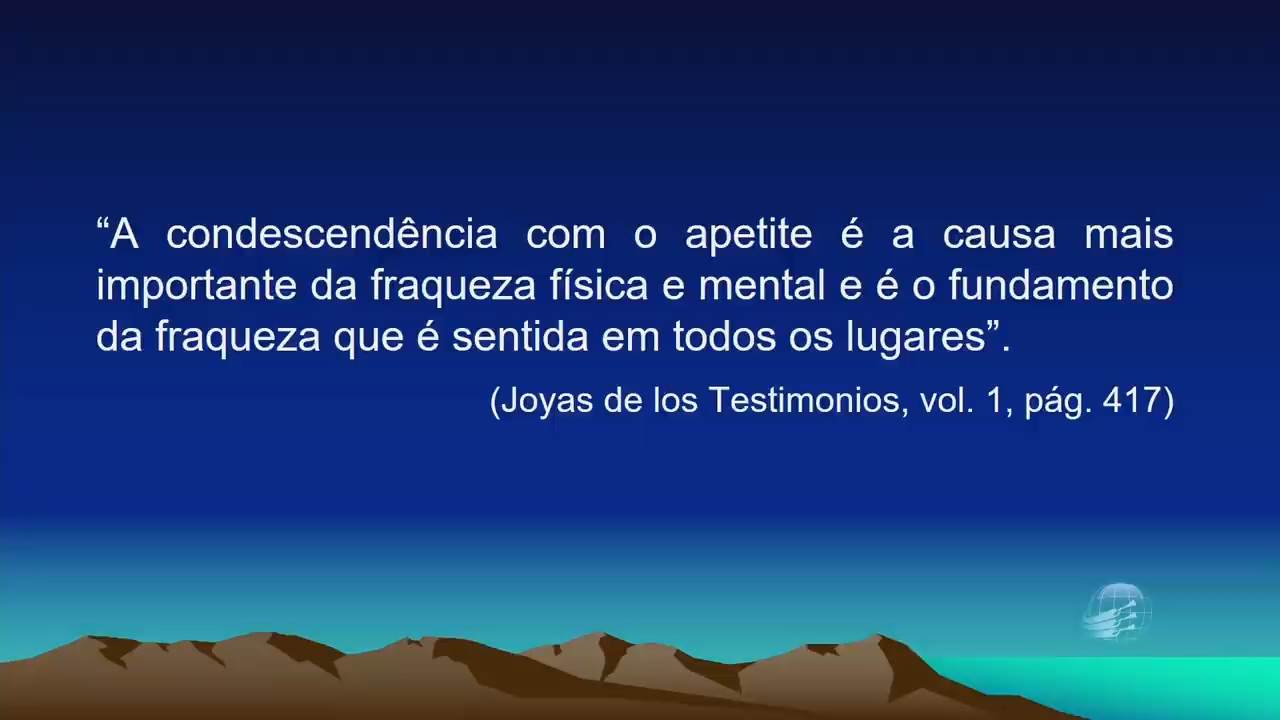 “A condescendência com o apetite é a causa mais
importante da fraqueza física e mental e é o fundamento
da fraqueza que é sentida em todos os lugares”.
(Joyas de los Testimonios, vol. 1, pág. 417)